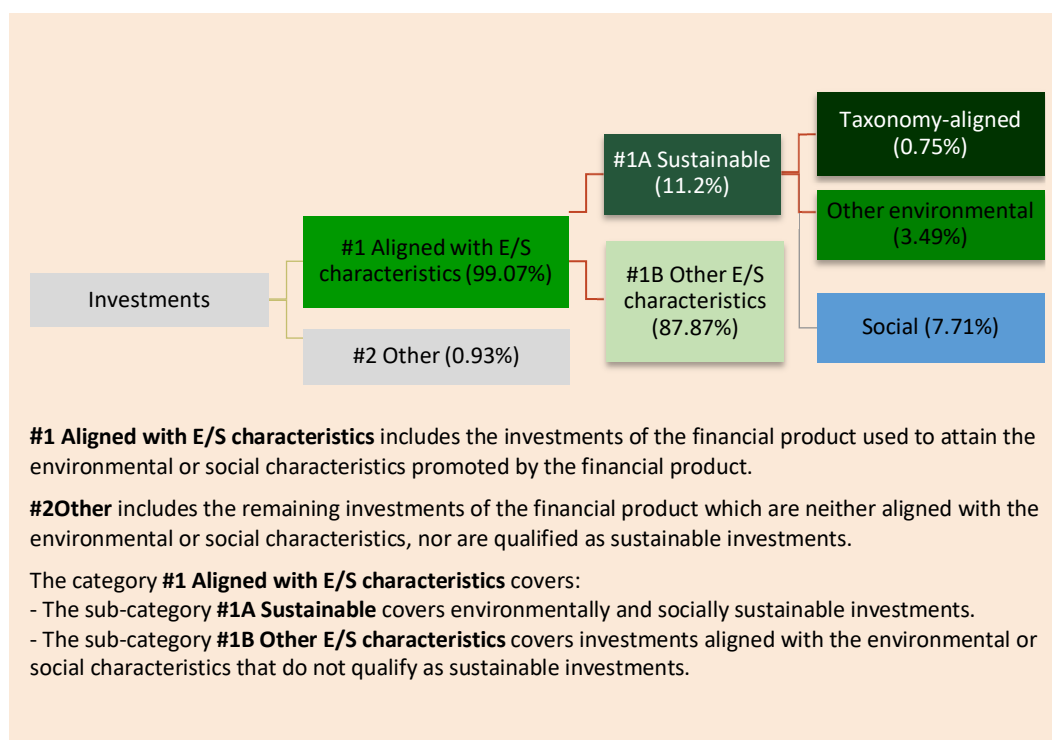 Taxonomy-aligned
(0.75%)
#1A Sustainable
(11.2%)
Other environmental
(3.49%)
#1 Aligned with E/S
characteristics (99.07%)
#1B Other E/S
characteristics
(87.87%)
Investments
Social (7.71%)
#2 Other (0.93%)
#1 Aligned with E/S characteristics includes the investments of the financial product used to attain the
environmental or social characteristics promoted by the financial product.
#2Other includes the remaining investments of the financial product which are neither aligned with the
environmental or social characteristics, nor are qualified as sustainable investments.
The category #1 Aligned with E/S characteristics covers:
- The sub-category #1A Sustainable covers environmentally and socially sustainable investments.
- The sub-category #1B Other E/S characteristics covers investments aligned with the environmental or
social characteristics that do not qualify as sustainable investments.